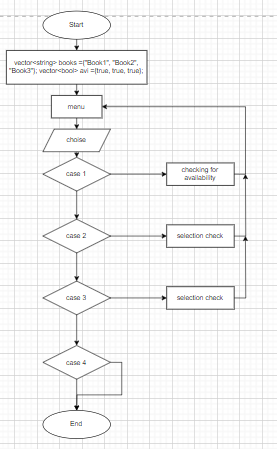 Start
vector<string> books ={"Book1", "Book2",
"Book3"}; vector<bool> avi ={true, true, true};
menu
choise
case 1
checking for
availability
case 2
selection check
case 3
selection check
case 4
End